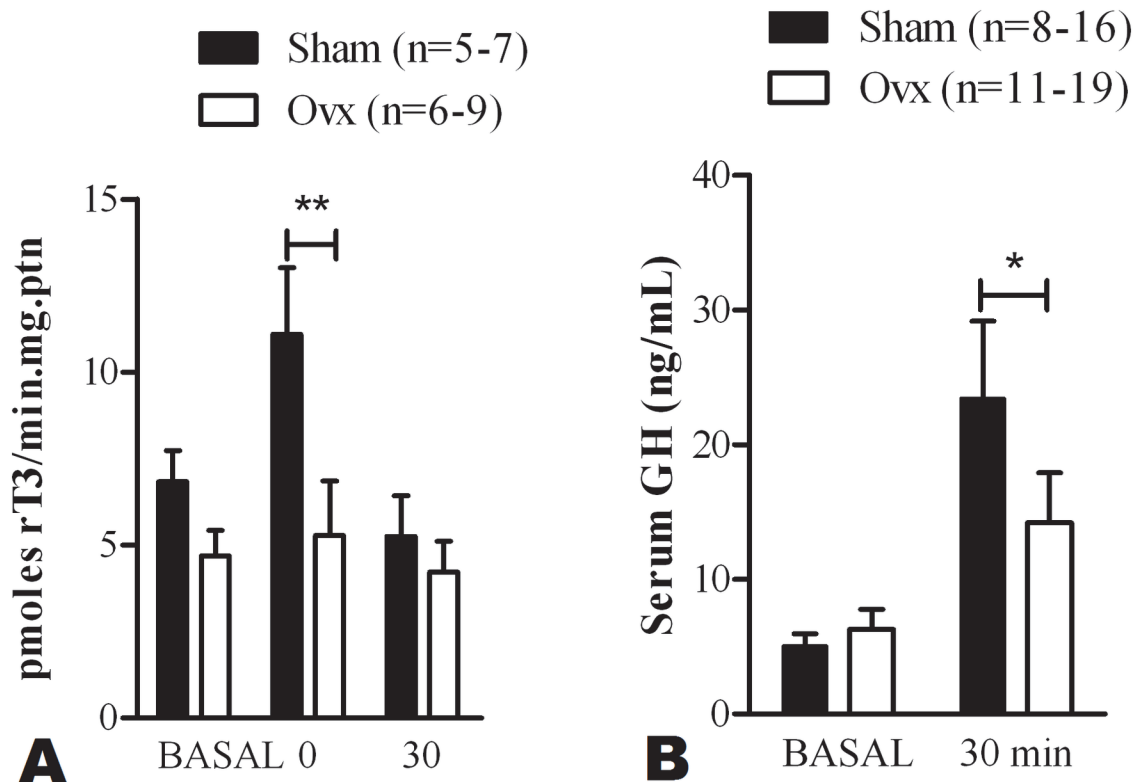 Sham (n=5-7)
Ovx (n=6-9)
pmoles rT3/min.mg.ptn
15
10
5
0
**
BASAL 0 30
A
Sham (n=8-16)
Ovx (n=11-19)
Serum GH (ng/mL)
40
30
20
10
0
*
BASAL 30 min
B